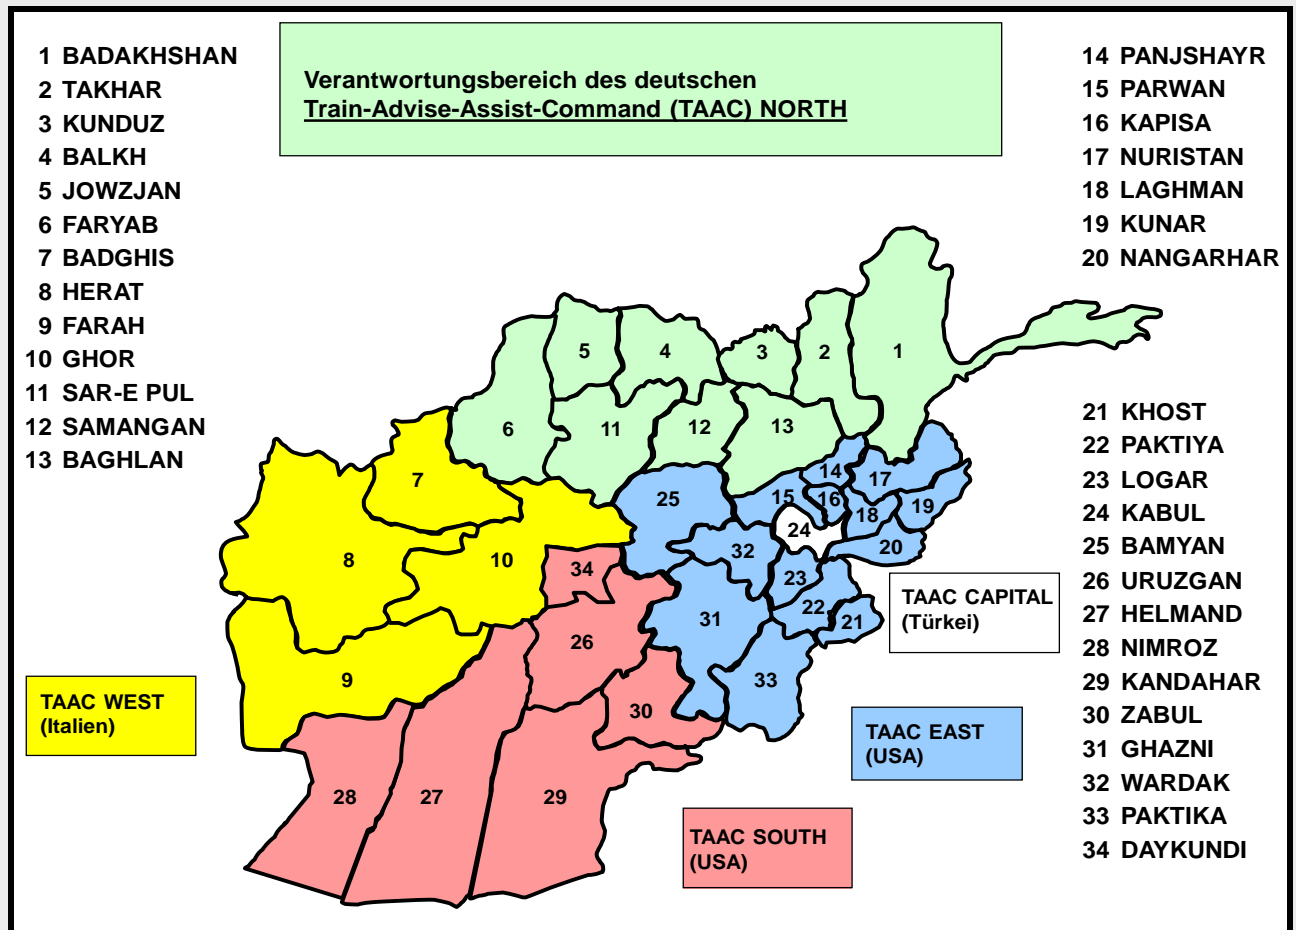 1 BADAKHSHAN
2 TAKHAR
3 KUNDUZ
4 BALKH
5 JOWZJAN
6 FARYAB
7 BADGHIS
8 HERAT
9 FARAH
10 GHOR
11 SAR-E PUL
12 SAMANGAN
13 BAGHLAN
Verantwortungsbereich des deutschen
Train-Advise-Assist-Command (TAAC) NORTH
14 PANJSHAYR
15 PARWAN
16 KAPISA
17 NURISTAN
18 LAGHMAN
19 KUNAR
20 NANGARHAR
21 KHOST
22 PAKTIYA
23 LOGAR
24 KABUL
25 BAMYAN
26 URUZGAN
27 HELMAND
28 NIMROZ
29 KANDAHAR
30 ZABUL
31 GHAZNI
32 WARDAK
33 PAKTIKA
34 DAYKUNDI
5
4
3
2
1
6
11
12
13
7
25
14
17
15
16
18
19
24
20
8
10
34
32
23
22
21
31
26
9
33
30
28
27
29
TAAC CAPITAL
(Türkei)
TAAC WEST
(Italien)
TAAC EAST
(USA)
TAAC SOUTH
(USA)